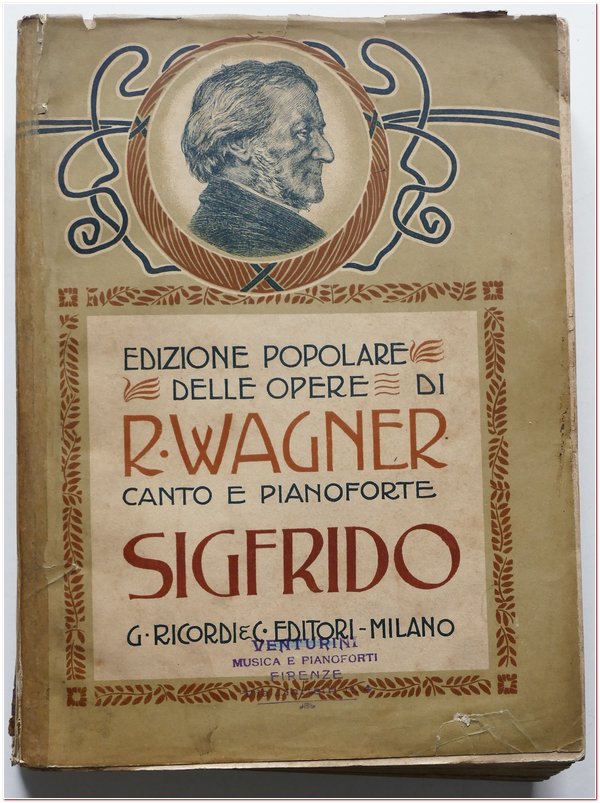 EDIZIONE POPOLARE
DELLE OPERE DI
R·WAGNER
CANTO E PIANOFORTE
SIGFRIDO
G·RICORDI & C· EDITORI-MILANO
VENTURINI
MUSICA E PIANOFORTI
FIRENZE